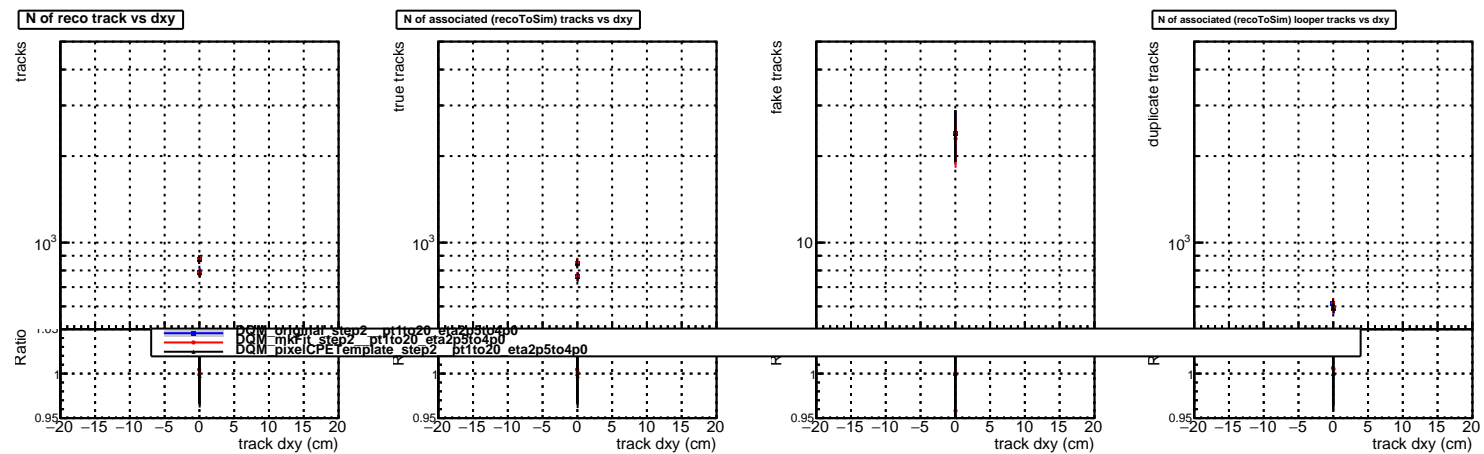 N of reco track vs dxy
N of associated (recoToSim) tracks vs dxy
N of associated (recoToSim) looper tracks vs dxy
tracks
true tracks
fake tracks
duplicate tracks
10³
10³
10
DQM_original_step2__pt1to20_eta2p5to4p0
DQM_mkFit_step2__pt1to20_eta2p5to4p0
DQM_pixelCPETemplate_step2__pt1to20_eta2p5to4p0
Ratio
1
1
1
1
0.95
0.95
0.95
0.95
−20 −15 −10 −5 0 5 10 15 20
−20 −15 −10 −5 0 5 10 15 20
−20 −15 −10 −5 0 5 10 15 20
−20 −15 −10 −5 0 5 10 15 20
track dxy (cm)
track dxy (cm)
track dxy (cm)
track dxy (cm)